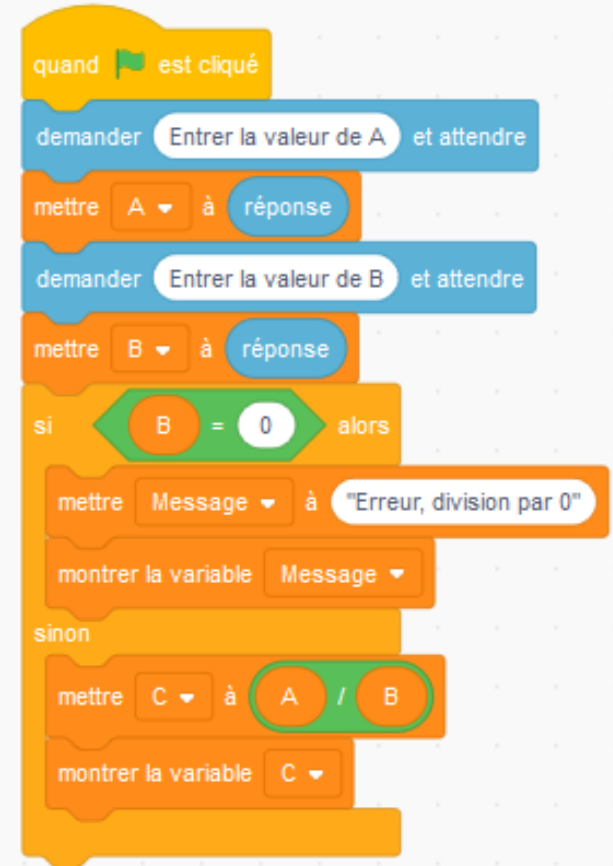 quand est cliqué
demander Entrer la valeur de A et attendre
mettre A à réponse
demander Entrer la valeur de B et attendre
mettre B à réponse
si B = 0 alors
mettre Message à "Erreur, division par 0"
montrer la variable Message
sinon
mettre C à A / B
montrer la variable C